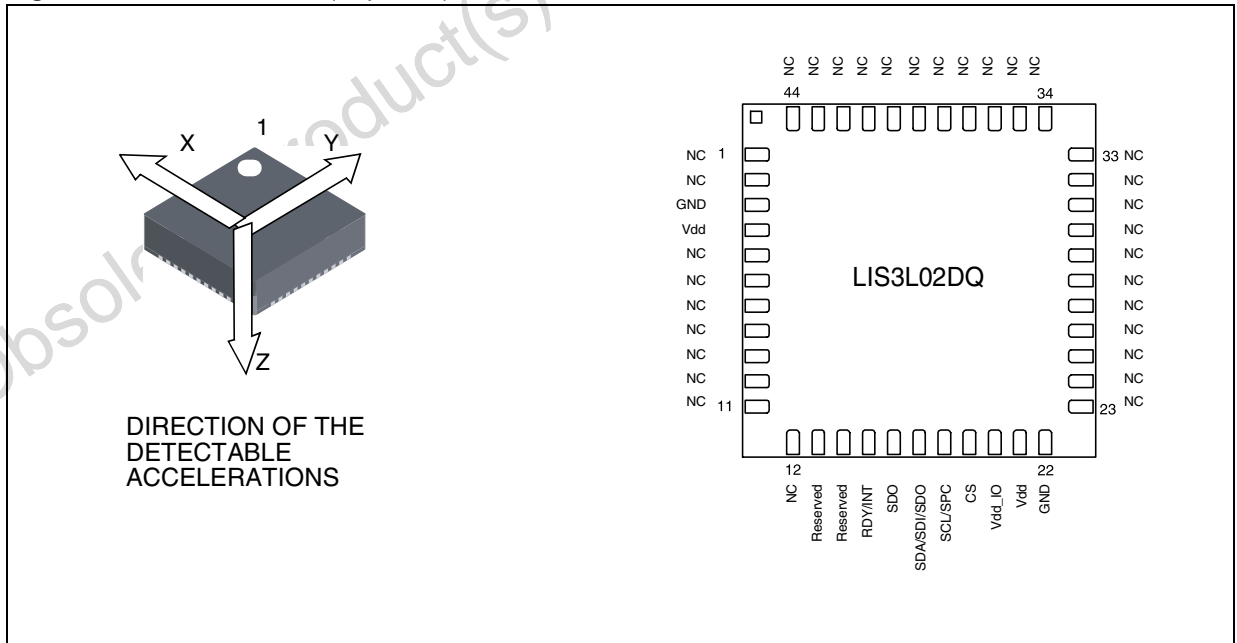 Obsolete Product(s)
X
1
Y
Z
DIRECTION OF THE
DETECTABLE
ACCELERATIONS
NC NC NC NC NC NC NC NC NC NC NC
44 34
NC 1
NC
GND
Vdd
NC
NC
NC
NC
NC
NC
NC 11
LIS3L02DQ
33 NC
NC
NC
NC
NC
NC
NC
NC
NC
NC
23 NC
12 22
NC
Reserved
Reserved
RDY/INT
SDO
SDA/SDI/SDO
SCL/SPC
CS
Vdd_IO
Vdd
GND